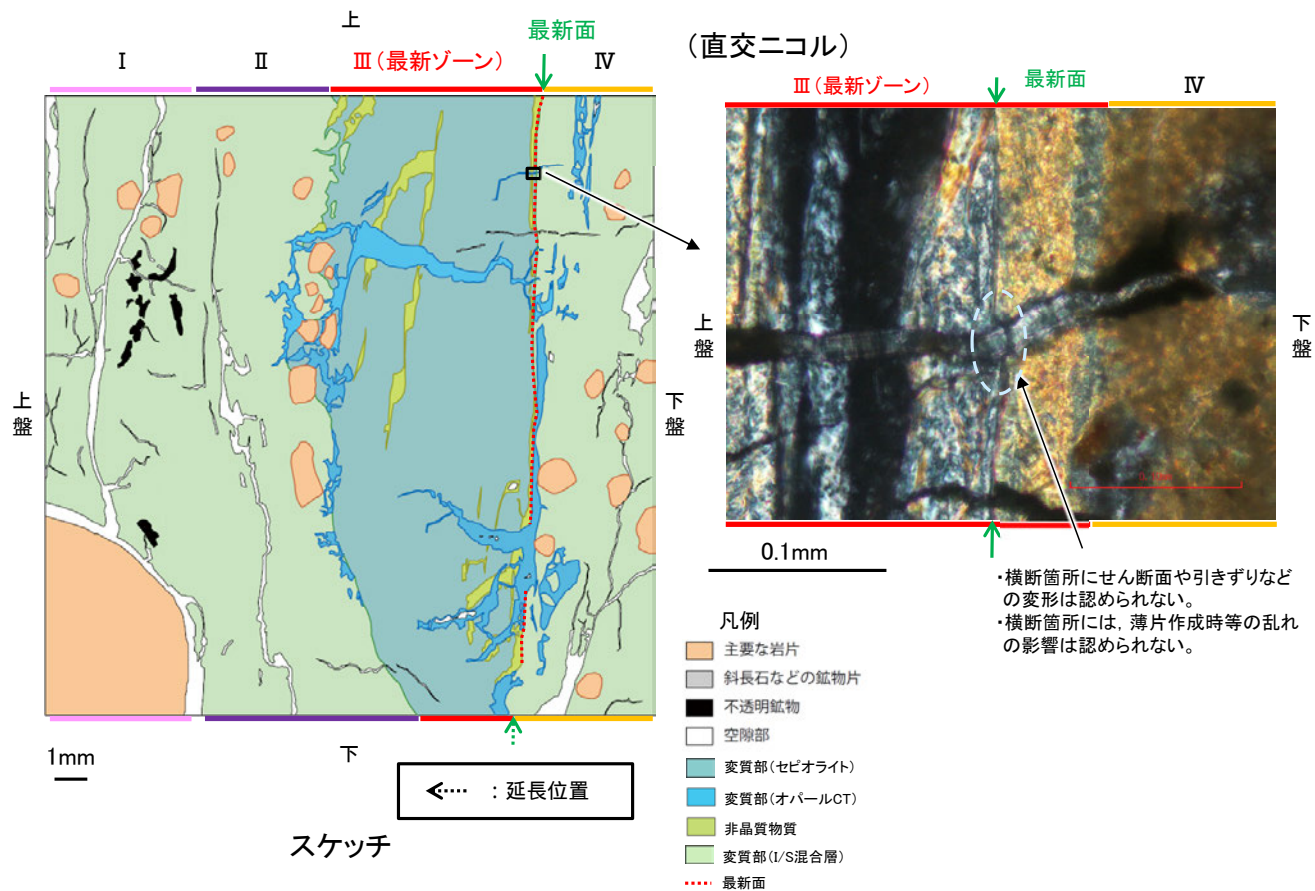 上
最新面
Ⅰ
Ⅱ
Ⅲ(最新ゾーン)
Ⅳ
上盤
下盤
1mm
下
:延長位置
スケッチ
(直交ニコル)
Ⅲ(最新ゾーン)
最新面
Ⅳ
上盤
下盤
0.1mm
・横断箇所にせん断面や引きずりなど
の変形は認められない。
・横断箇所には,薄片作成時等の乱れ
の影響は認められない。
凡例
主要な岩片
斜長石などの鉱物片
不透明鉱物
空隙部
変質部(セピオライト)
変質部(オパールCT)
非晶質物質
変質部(I/S混合層)
最新面